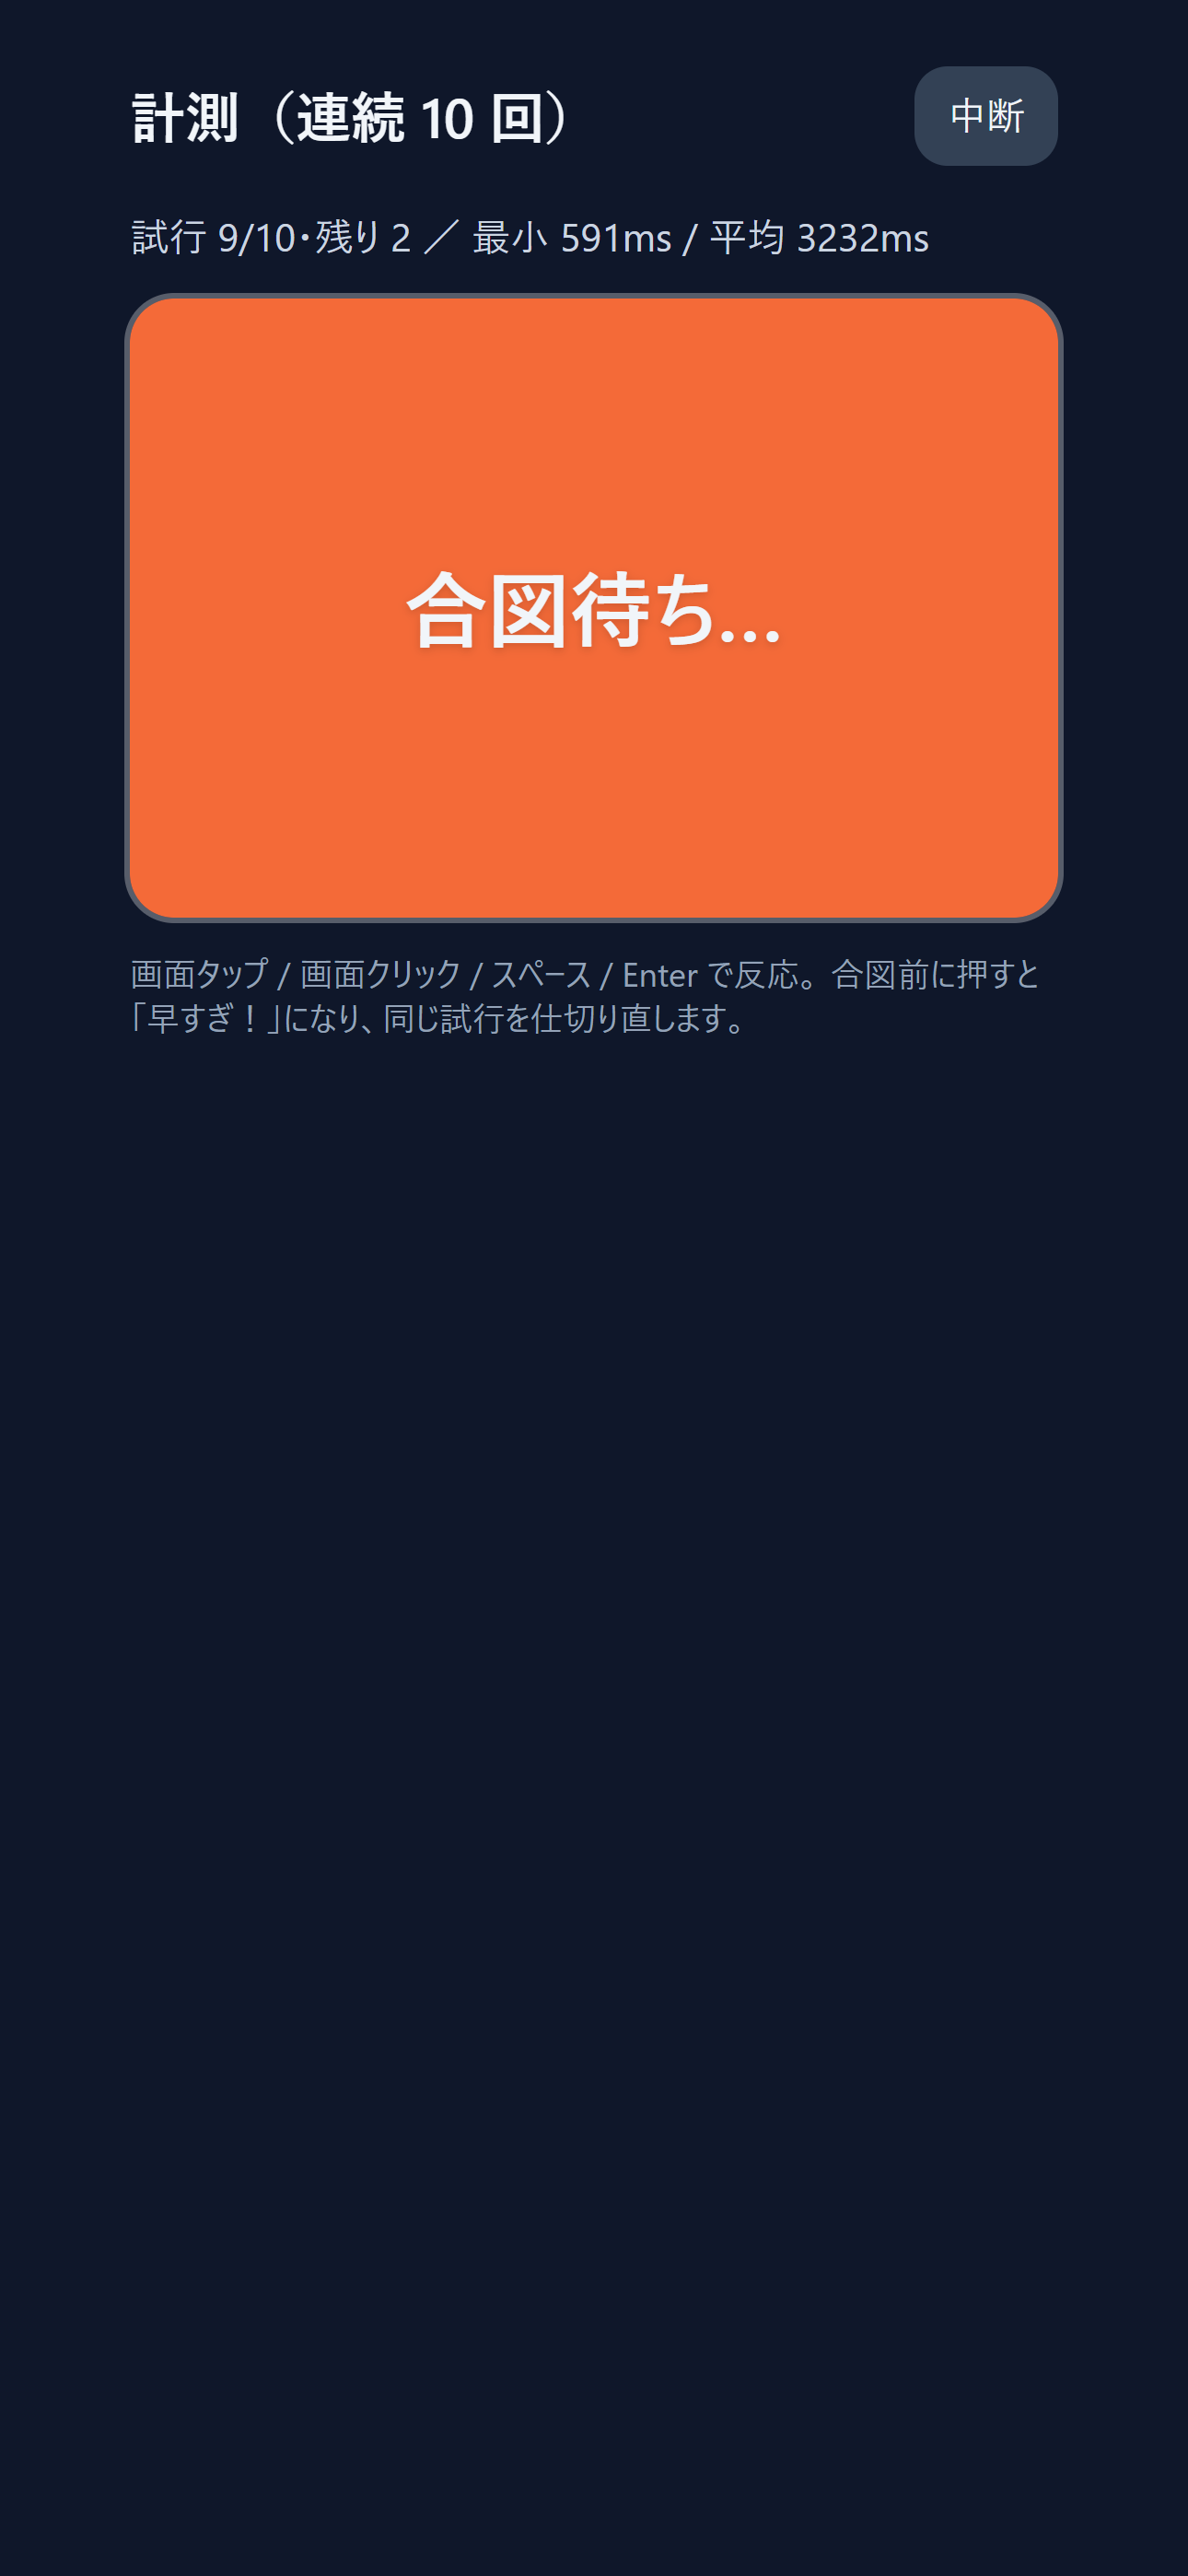 計測（連続 10 回）
中断
試行 9/10・残り 2 ／ 最小 591ms / 平均 3232ms
合図待ち…
画面タップ / 画面クリック / スペース / Enter で反応。合図前に押すと
「早すぎ！」になり、同じ試行を仕切り直します。